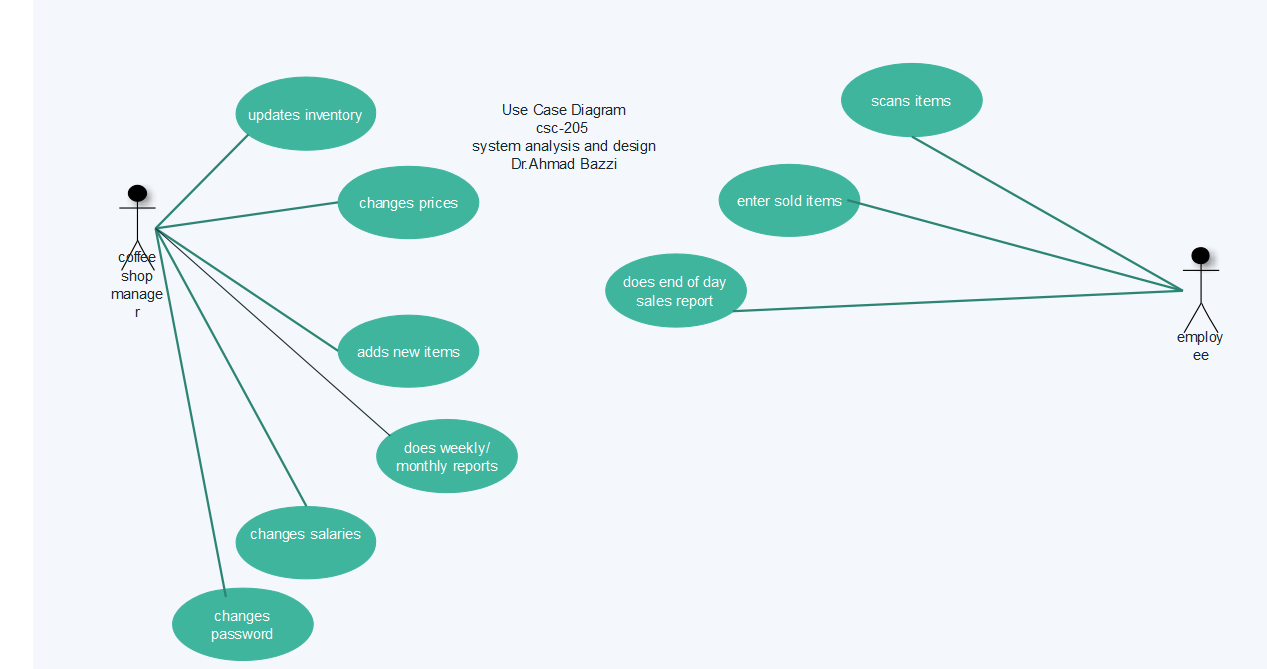 updates inventory
changes prices
Use Case Diagram
csc-205
system analysis and design
Dr.Ahmad Bazzi
scans items
enter sold items
does end of day
sales report
coffee
shop
manage
r
employ
ee
adds new items
does weekly/
monthly reports
changes salaries
changes
password